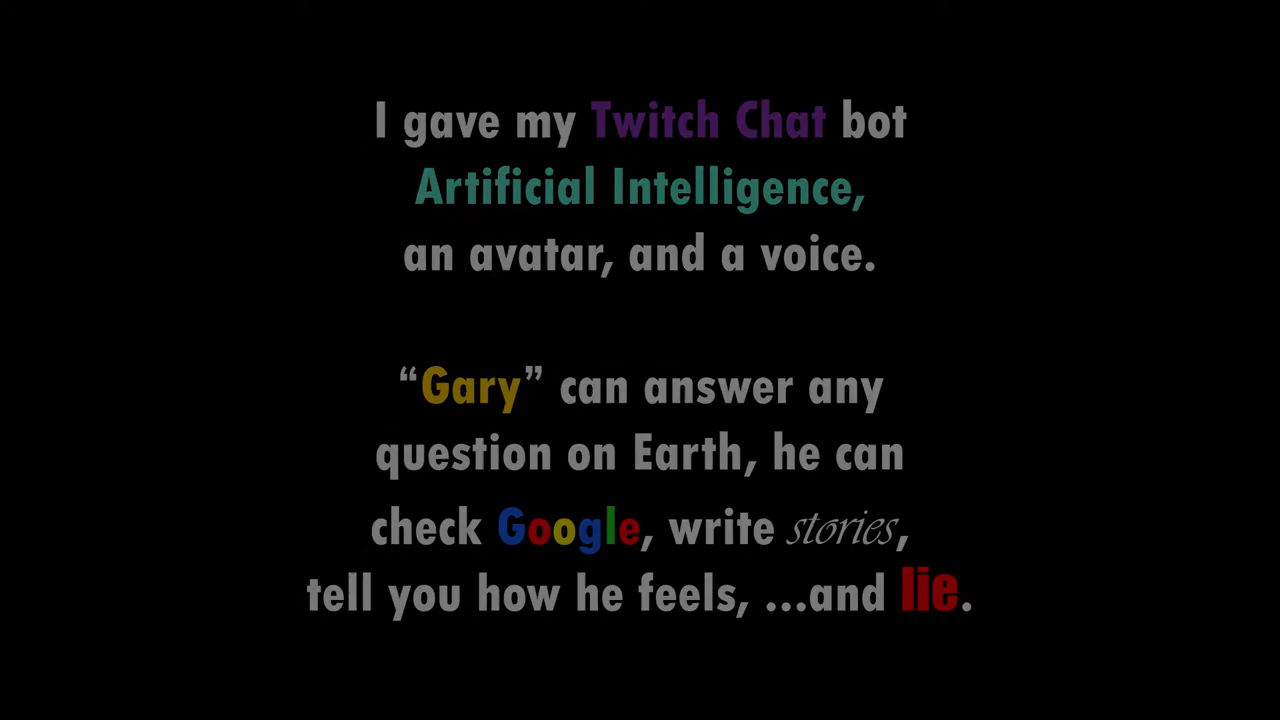 I gave my Twitch Chat bot
Artificial Intelligence,
an avatar, and a voice.
“Gary” can answer any
question on Earth, he can
check Google, write stories,
tell you how he feels, ...and lie.